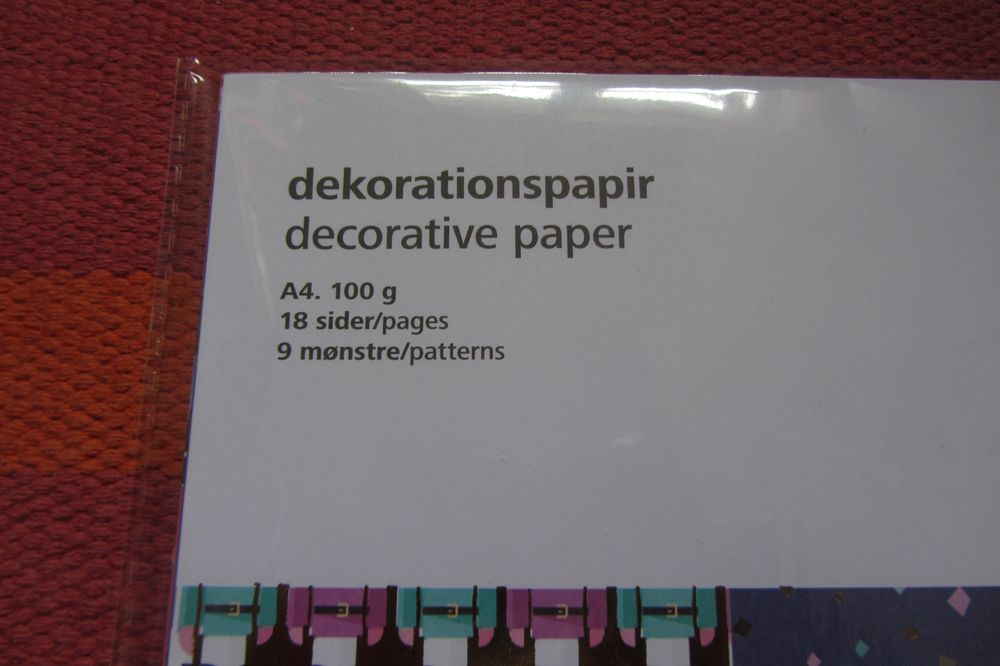 dekorationspapir
decorative paper
A4. 100 g
18 sider/pages
9 mønstre/patterns